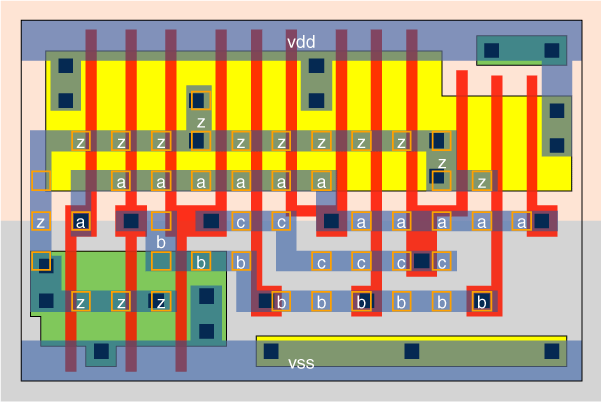 vdd
z
z z z z z z z z z
z
a a a a a a a z
z a c c a a a a
b
b b c c c
z z z b b b b b
vss